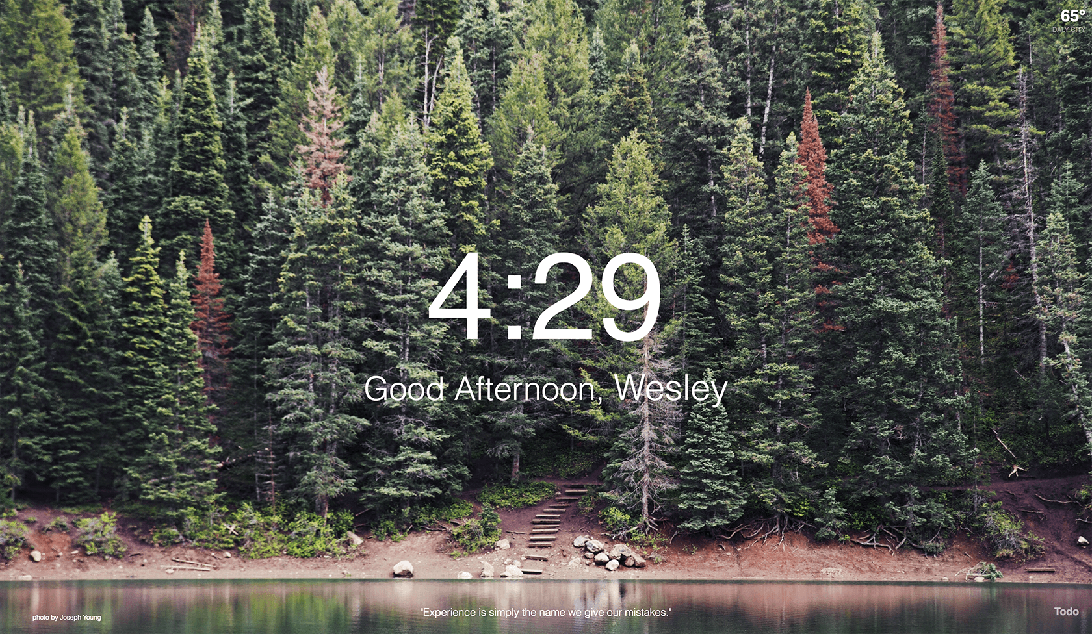 65°
DALY CITY
4:29
Good Afternoon, Wesley
"Experience is simply the name we give our mistakes."
photo by Joseph Young
Todo